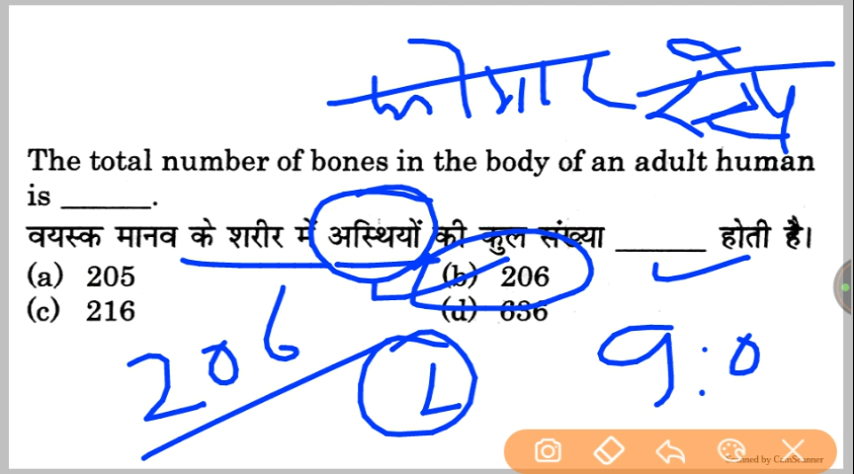 The total number of bones in the body of an adult human
is ______.
वयस्क मानव के शरीर में अस्थियों की कुल संख्या ______ होती है।
(a) 205 (b) 206
(c) 216 (d) 636
206
9:0